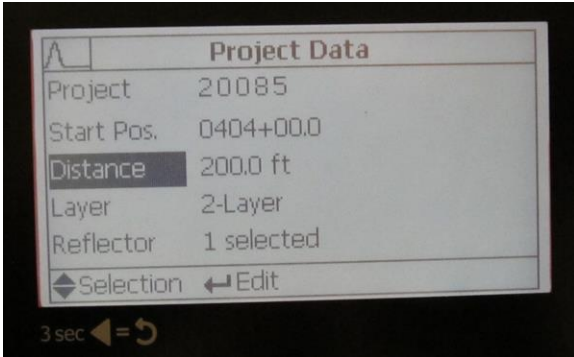 Project Data
Project 20085
Start Pos. 0404+00.0
Distance 200.0 ft
Layer 2-Layer
Reflector 1 selected
Selection Edit
3 sec =